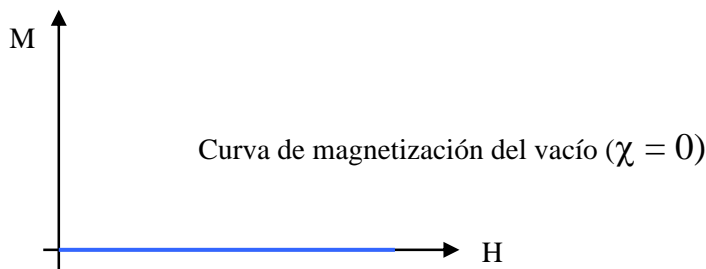 M
Curva de magnetización del vacío (χ = 0)
H